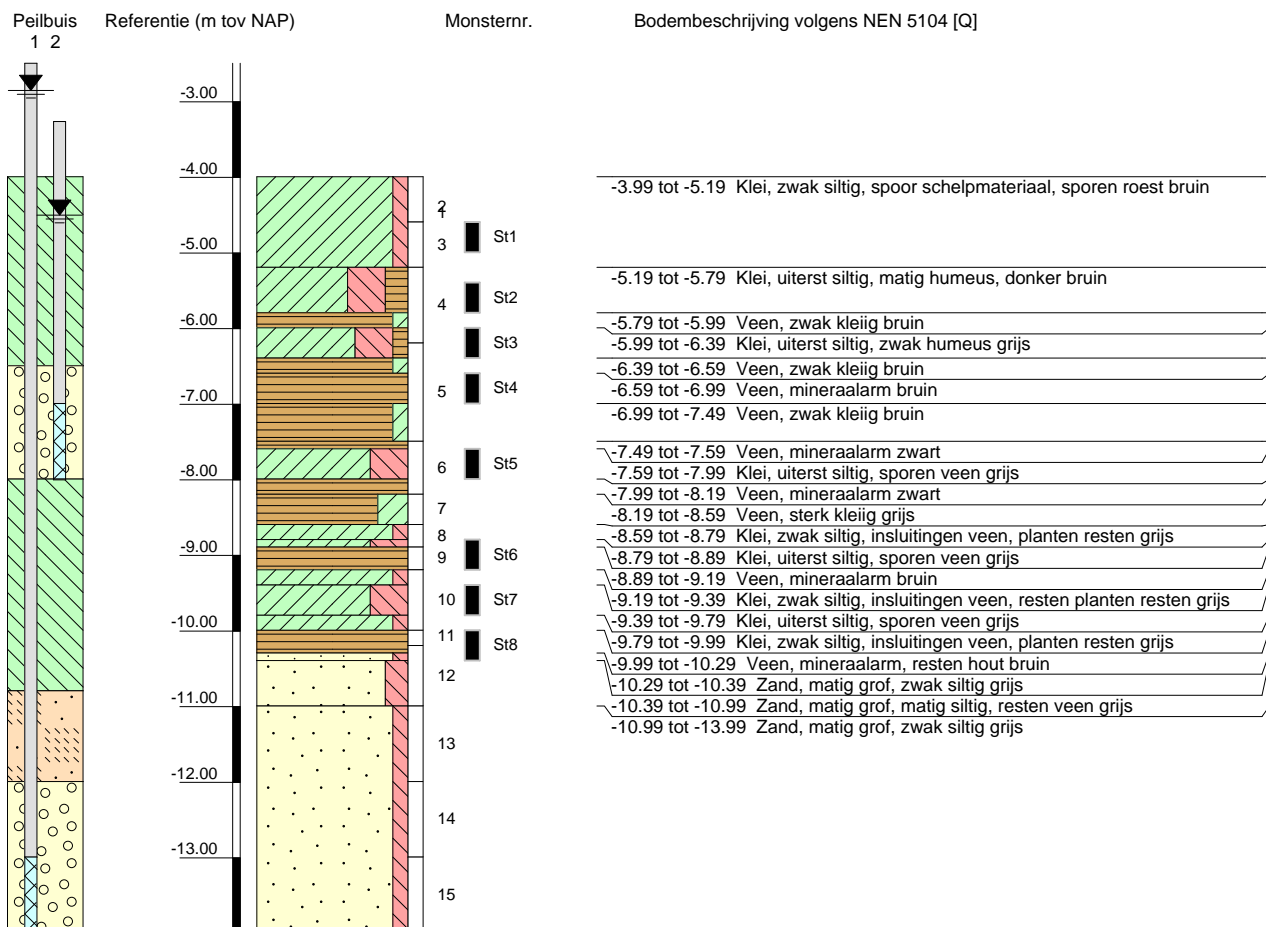 Peilbuis Referentie (m tov NAP) Monsternr. Bodembeschrijving volgens NEN 5104 [Q]
1 2
-3.00
-4.00
-3.99 tot -5.19 Klei, zwak siltig, spoor schelpmateriaal, sporen roest bruin
2
1
St1
3
-5.00
-5.19 tot -5.79 Klei, uiterst siltig, matig humeus, donker bruin
4 St2
-6.00
-5.79 tot -5.99 Veen, zwak kleiig bruin
St3
-5.99 tot -6.39 Klei, uiterst siltig, zwak humeus grijs
-6.39 tot -6.59 Veen, zwak kleiig bruin
5 St4
-6.59 tot -6.99 Veen, mineraalarm bruin
-7.00
-6.99 tot -7.49 Veen, zwak kleiig bruin
-7.49 tot -7.59 Veen, mineraalarm zwart
6 St5
-7.59 tot -7.99 Klei, uiterst siltig, sporen veen grijs
-8.00
-7.99 tot -8.19 Veen, mineraalarm zwart
7
-8.19 tot -8.59 Veen, sterk kleiig grijs
8
-8.59 tot -8.79 Klei, zwak siltig, insluitingen veen, planten resten grijs
-9.00
9 St6
-8.79 tot -8.89 Klei, uiterst siltig, sporen veen grijs
-8.89 tot -9.19 Veen, mineraalarm bruin
10 St7
-9.19 tot -9.39 Klei, zwak siltig, insluitingen veen, resten planten resten grijs
-10.00
-9.39 tot -9.79 Klei, uiterst siltig, sporen veen grijs
11 St8
-9.79 tot -9.99 Klei, zwak siltig, insluitingen veen, planten resten grijs
-9.99 tot -10.29 Veen, mineraalarm, resten hout bruin
12
-10.29 tot -10.39 Zand, matig grof, zwak siltig grijs
-11.00
-10.39 tot -10.99 Zand, matig grof, matig siltig, resten veen grijs
-10.99 tot -13.99 Zand, matig grof, zwak siltig grijs
13
-12.00
14
-13.00
15